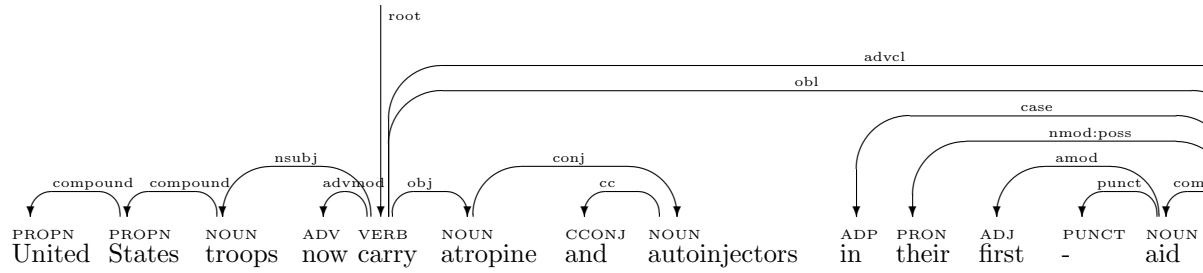 root
advcl
obl
case
nmod:poss
nsubj conj amod
compound compound advmod obj cc punct com
PROPN PROPN NOUN ADV VERB NOUN CCONJ NOUN ADP PRON ADJ PUNCT NOUN
United States troops now carry atropine and autoinjectors in their first - aid